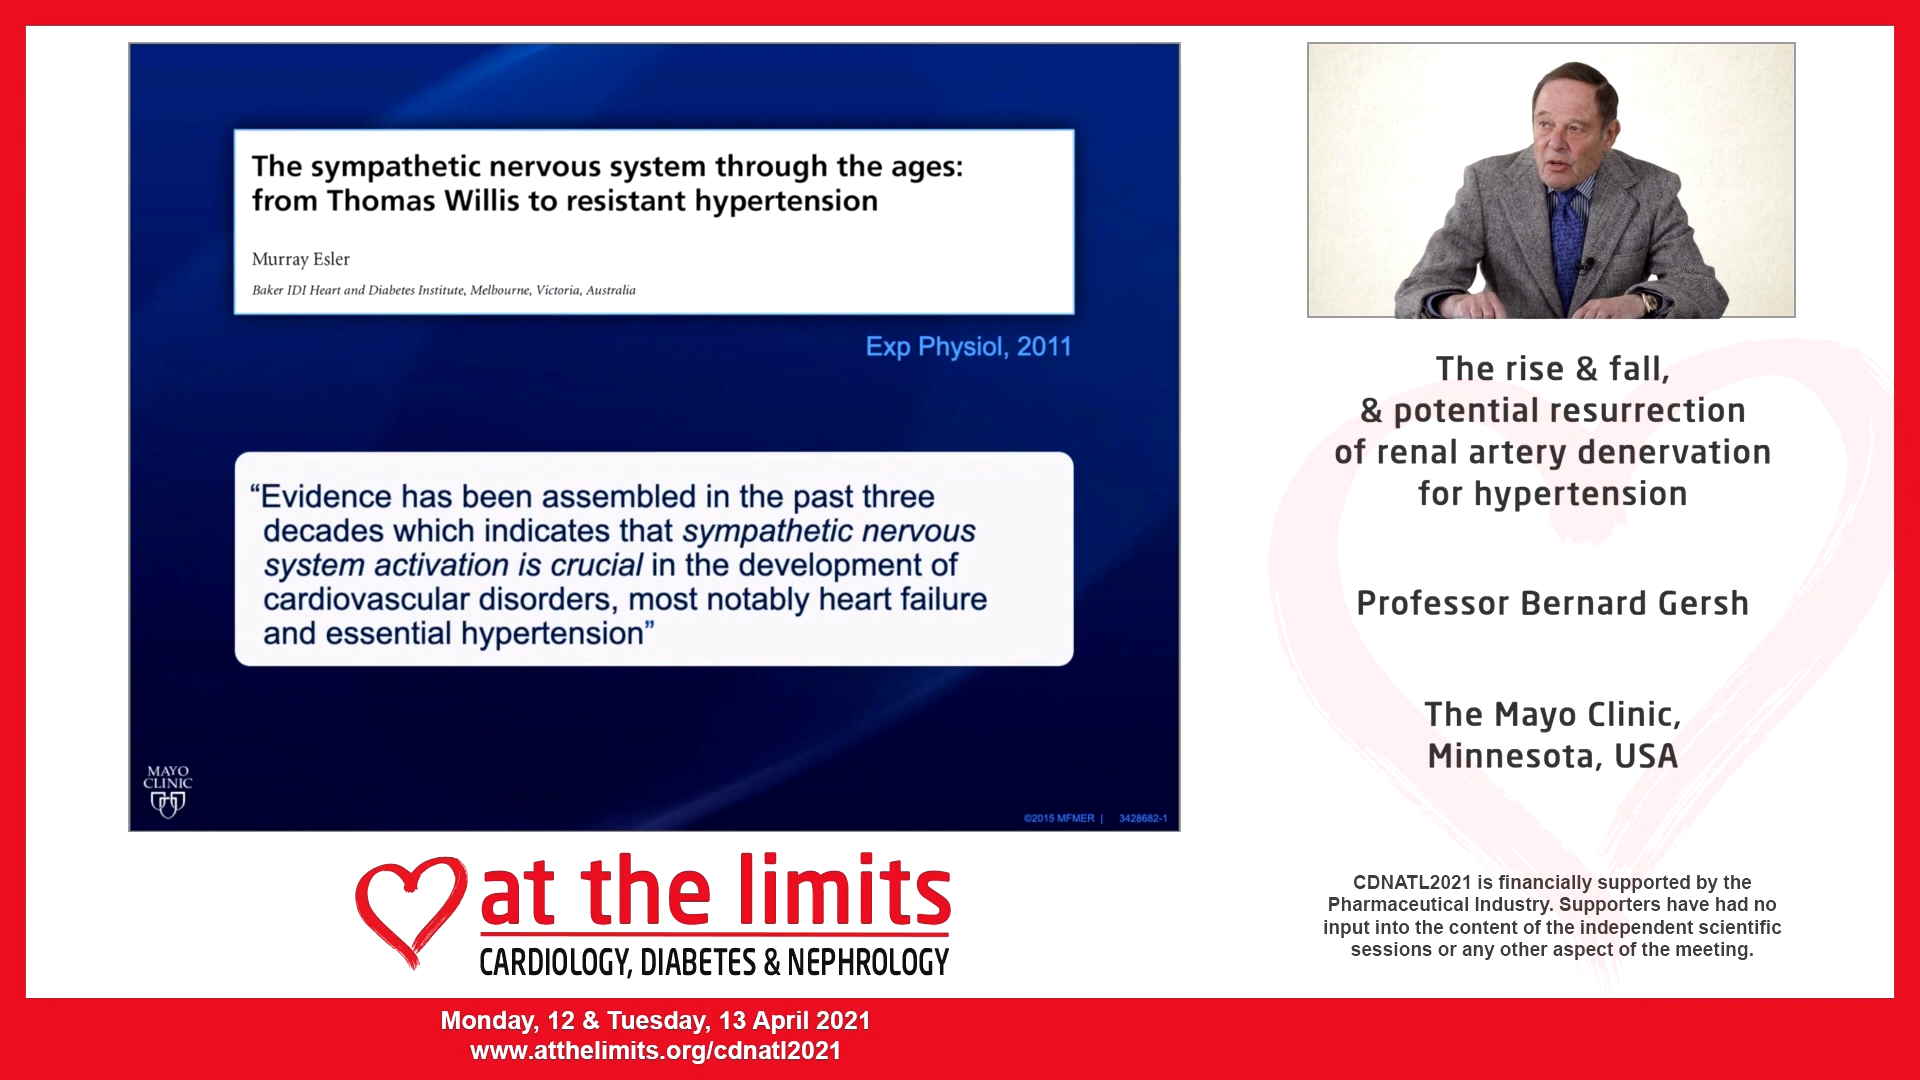 The sympathetic nervous system through the ages:
from Thomas Willis to resistant hypertension
Murray Esler
Baker IDI Heart and Diabetes Institute, Melbourne, Victoria, Australia
Exp Physiol, 2011
“Evidence has been assembled in the past three
decades which indicates that sympathetic nervous
system activation is crucial in the development of
cardiovascular disorders, most notably heart failure
and essential hypertension”
MAYO
CLINIC
©2015 MFMER | 3428682-1
The rise & fall,
& potential resurrection
of renal artery denervation
for hypertension
Professor Bernard Gersh
The Mayo Clinic,
Minnesota, USA
CDNATL2021 is financially supported by the
Pharmaceutical Industry. Supporters have had no
input into the content of the independent scientific
sessions or any other aspect of the meeting.
at the limits
CARDIOLOGY, DIABETES & NEPHROLOGY
Monday, 12 & Tuesday, 13 April 2021
www.atthelimits.org/cdnatl2021